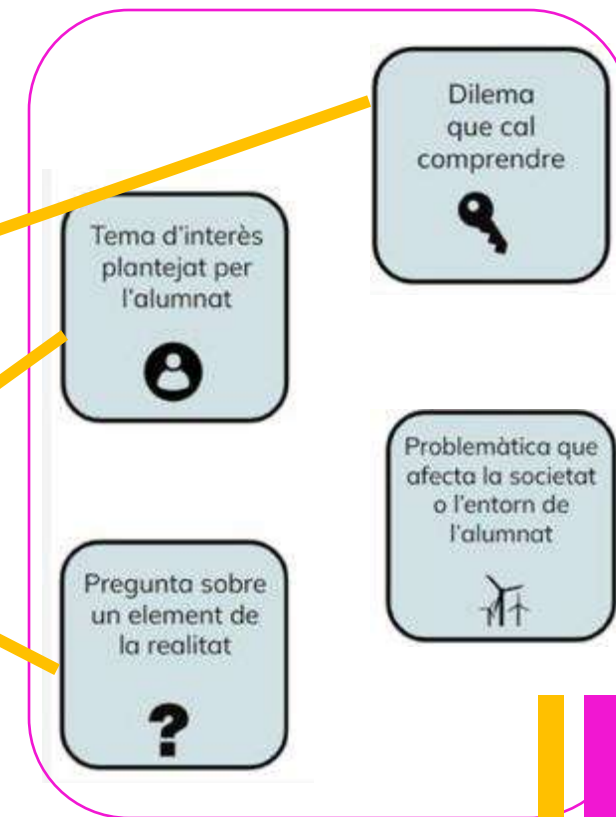 Dilema
que cal
comprendre
Tema d'interès
plantejat per
l'alumnat
Problemàtica que
afecta la societat
o l'entorn de
l'alumnat
Pregunta sobre
un element de
la realitat
?